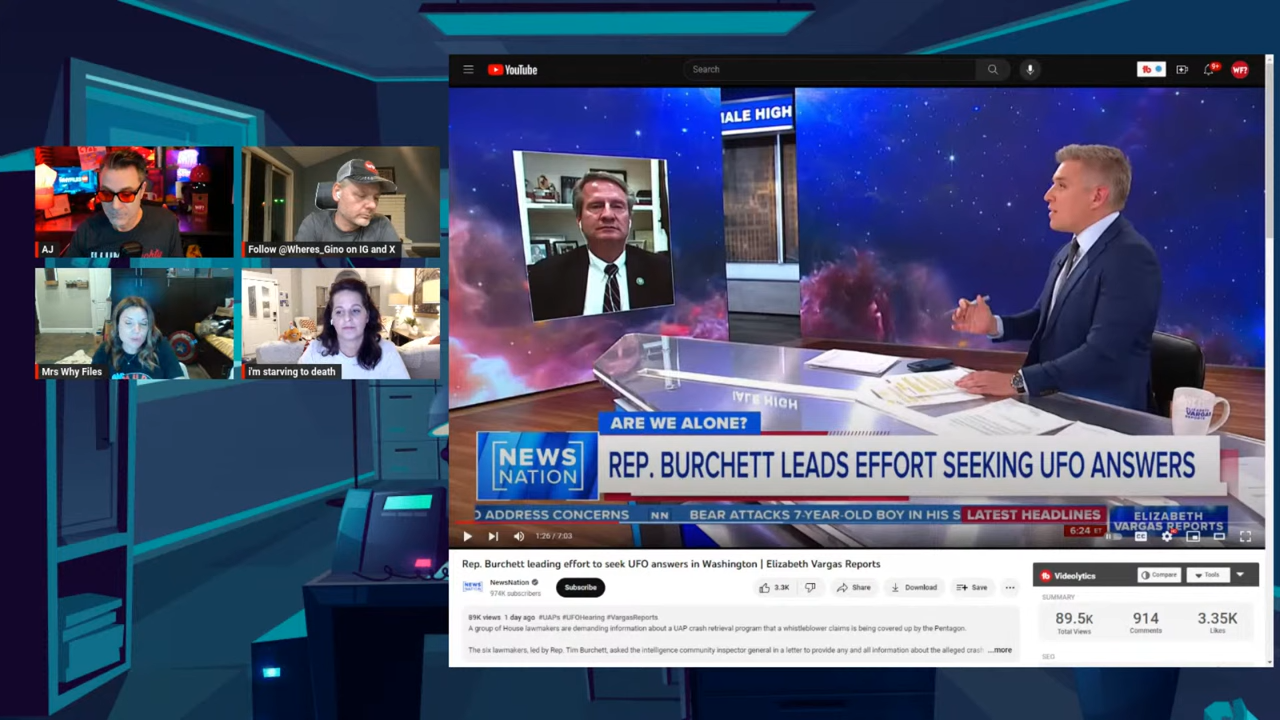 AJ
Follow @Wheres_Gino on IG and X
Mrs Why Files
i'm starving to death
YouTube
Search
9+
WF?
MALE HIGH
ARE WE ALONE?
NEWS
NATION
REP. BURCHETT LEADS EFFORT SEEKING UFO ANSWERS
O ADDRESS CONCERNS NN BEAR ATTACKS 7-YEAR-OLD BOY IN HIS S
LATEST HEADLINES
ELIZABETH
VARGAS REPORTS
6:24 ET
1:26 / 7:03
Rep. Burchett leading effort to seek UFO answers in Washington | Elizabeth Vargas Reports
NewsNation
974K subscribers
Subscribe
3.3K
Share
Download
Save
89K views 1 day ago #UAPs #UFOHearing #VargasReports
A group of House lawmakers are demanding information about a UAP crash retrieval program that a whistleblower claims is being covered up by the Pentagon.
The six lawmakers, led by Rep. Tim Burchett, asked the intelligence community inspector general in a letter to provide any and all information about the alleged crash
...more
Videolytics
Compare
Tools
SUMMARY
89.5K
Total Views
914
Comments
3.35K
Likes
SEO